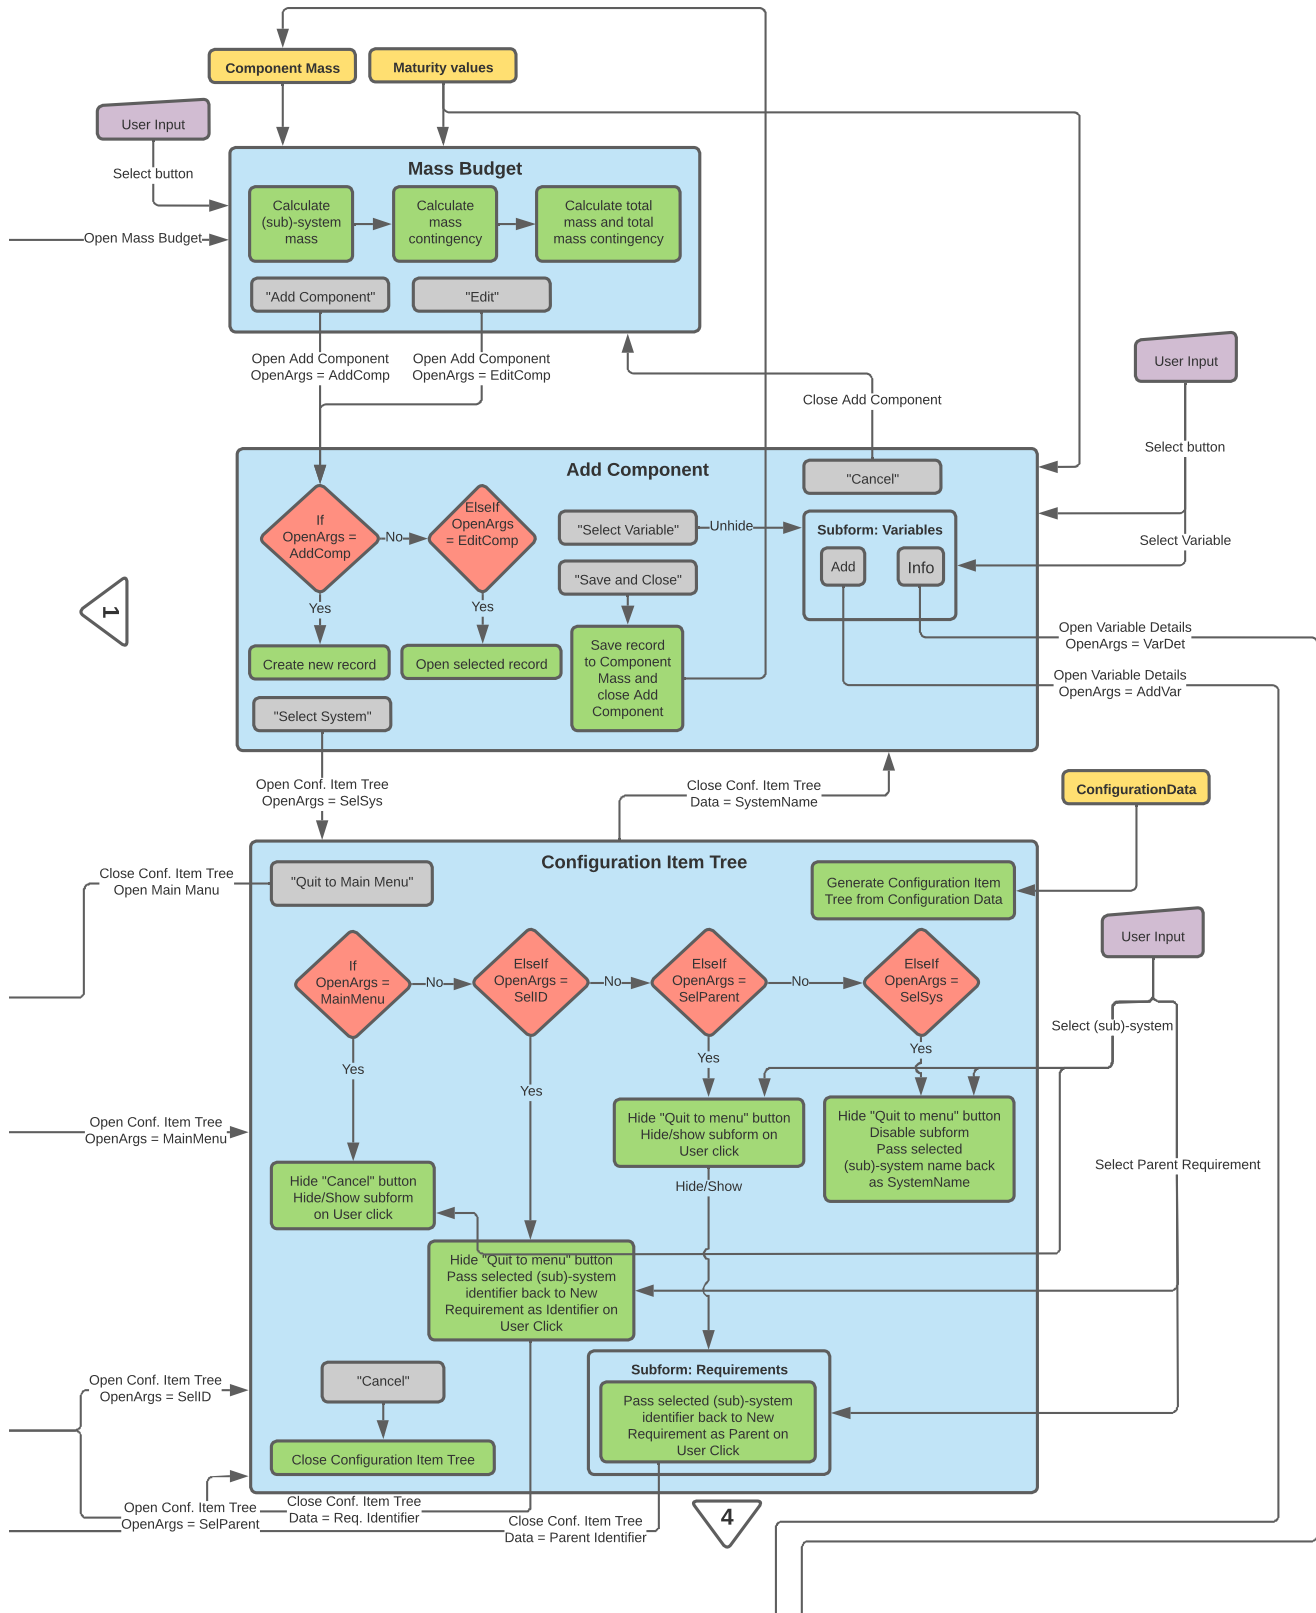 Component Mass
Maturity values
User Input
Select button
Open Mass Budget
Mass Budget
Calculate
(sub)-system
mass
Calculate
mass
contingency
Calculate total
mass and total
mass contingency
"Add Component"
"Edit"
Open Add Component
OpenArgs = AddComp
Open Add Component
OpenArgs = EditComp
Close Add Component
User Input
Select button
Select Variable
Add Component
"Cancel"
If
OpenArgs =
AddComp
No
ElseIf
OpenArgs
= EditComp
"Select Variable"
Unhide
Subform: Variables
Add
Info
"Save and Close"
Yes
Yes
Create new record
Open selected record
Save record
to Component
Mass and
close Add
Component
"Select System"
1
Open Variable Details
OpenArgs = VarDet
Open Variable Details
OpenArgs = AddVar
Open Conf. Item Tree
OpenArgs = SelSys
Close Conf. Item Tree
Data = SystemName
ConfigurationData
Configuration Item Tree
Close Conf. Item Tree
Open Main Manu
"Quit to Main Menu"
Generate Configuration Item
Tree from Configuration Data
User Input
If
OpenArgs =
MainMenu
No
ElseIf
OpenArgs =
SelID
No
ElseIf
OpenArgs =
SelParent
No
ElseIf
OpenArgs =
SelSys
Select (sub)-system
Yes
Yes
Yes
Yes
Open Conf. Item Tree
OpenArgs = MainMenu
Hide "Quit to menu" button
Hide/show subform on
User click
Hide "Quit to menu" button
Disable subform
Pass selected
(sub)-system name back
as SystemName
Select Parent Requirement
Hide "Cancel" button
Hide/Show subform
on User click
Hide/Show
Hide "Quit to menu" button
Pass selected (sub)-system
identifier back to New
Requirement as Identifier on
User Click
Open Conf. Item Tree
OpenArgs = SelID
"Cancel"
Close Configuration Item Tree
Subform: Requirements
Pass selected (sub)-system
identifier back to New
Requirement as Parent on
User Click
Open Conf. Item Tree
OpenArgs = SelParent
Close Conf. Item Tree
Data = Req. Identifier
Close Conf. Item Tree
Data = Parent Identifier
4